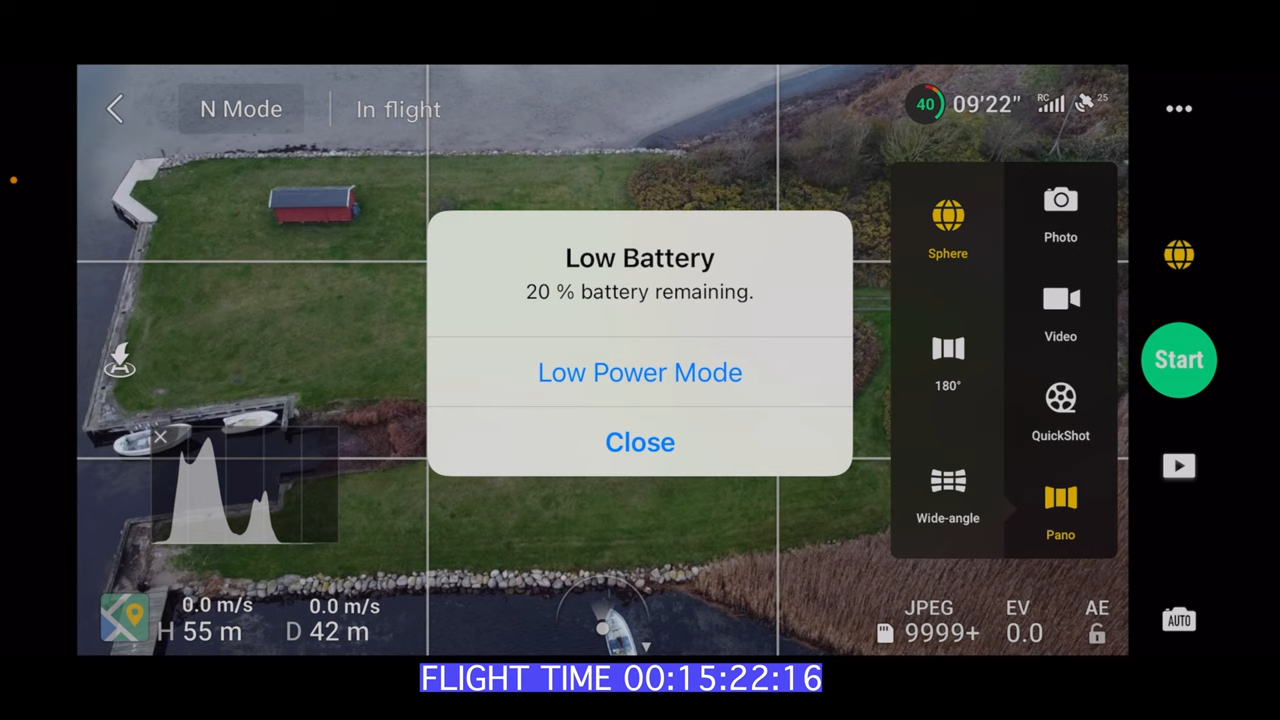 N Mode
In flight
40
09'22"
RC
25
Low Battery
20 % battery remaining.
Low Power Mode
Close
Sphere
180°
Wide-angle
Photo
Video
QuickShot
Pano
Start
AUTO
0.0 m/s
0.0 m/s
H 55 m
D 42 m
JPEG
9999+
EV
0.0
AE
FLIGHT TIME 00:15:22:16